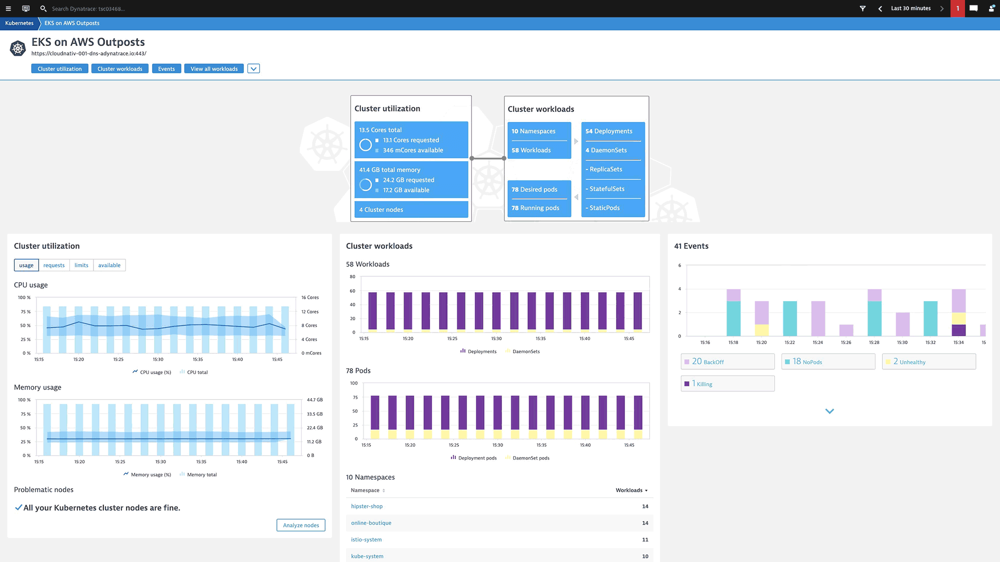 Search Dynatrace: tsc03468...
Last 30 minutes
1
Kubernetes
EKS on AWS Outposts
EKS on AWS Outposts
https://cloudnativ-001-dns-adynatrace.io:443/
Cluster utilization
Cluster workloads
Events
View all workloads
Cluster utilization
13.5 Cores total
13.1 Cores requested
346 mCores available
41.4 GB total memory
24.2 GB requested
17.2 GB available
4 Cluster nodes
Cluster workloads
10 Namespaces
58 Workloads
78 Desired pods
78 Running pods
54 Deployments
4 DaemonSets
- ReplicaSets
- StatefulSets
- StaticPods
Cluster utilization
usage
requests
limits
available
CPU usage
100 %
75 %
50 %
25 %
0 %
16 Cores
12 Cores
8 Cores
4 Cores
0 mCores
15:15
15:20
15:25
15:30
15:35
15:40
15:45
CPU usage (%)
CPU total
Memory usage
100 %
75 %
50 %
25 %
0 %
44.7 GB
33.5 GB
22.4 GB
11.2 GB
0 B
15:15
15:20
15:25
15:30
15:35
15:40
15:45
Memory usage (%)
Memory total
Problematic nodes
All your Kubernetes cluster nodes are fine.
Analyze nodes
Cluster workloads
58 Workloads
80
60
40
20
0
15:15
15:20
15:25
15:30
15:35
15:40
15:45
Deployments
DaemonSets
78 Pods
100
75
50
25
0
15:15
15:20
15:25
15:30
15:35
15:40
15:45
Deployment pods
DaemonSet pods
10 Namespaces
Namespace
Workloads
hipster-shop
14
online-boutique
14
istio-system
11
kube-system
10
41 Events
6
4
2
0
15:16
15:18
15:20
15:22
15:24
15:26
15:28
15:30
15:32
15:34
15
20 BackOff
18 NoPods
2 Unhealthy
1 Killing